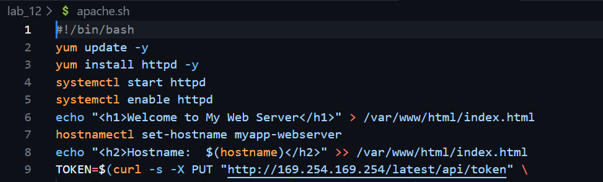 lab_12 > $ apache.sh
1 #!/bin/bash
2 yum update -y
3 yum install httpd -y
4 systemctl start httpd
5 systemctl enable httpd
6 echo "<h1>Welcome to My Web Server</h1>" > /var/www/html/index.html
7 hostnamectl set-hostname myapp-webserver
8 echo "<h2>Hostname:  $(hostname)</h2>" >> /var/www/html/index.html
9 TOKEN=$(curl -s -X PUT "http://169.254.169.254/latest/api/token" \